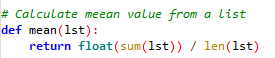 # Calculate meean value from a list
def mean(lst):
    return float(sum(lst)) / len(lst)